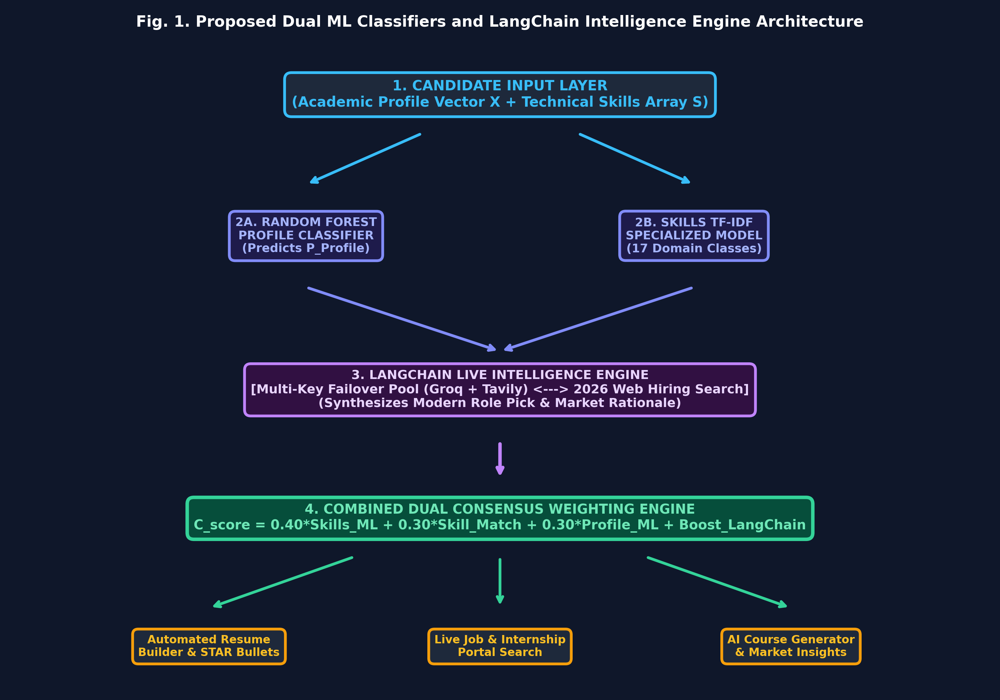 Fig. 1. Proposed Dual ML Classifiers and LangChain Intelligence Engine Architecture
1. CANDIDATE INPUT LAYER
(Academic Profile Vector X + Technical Skills Array S)
2A. RANDOM FOREST
PROFILE CLASSIFIER
(Predicts P_Profile)
2B. SKILLS TF-IDF
SPECIALIZED MODEL
(17 Domain Classes)
3. LANGCHAIN LIVE INTELLIGENCE ENGINE
[Multi-Key Failover Pool (Groq + Tavily) <---> 2026 Web Hiring Search]
(Synthesizes Modern Role Pick & Market Rationale)
4. COMBINED DUAL CONSENSUS WEIGHTING ENGINE
C_score = 0.40*Skills_ML + 0.30*Skill_Match + 0.30*Profile_ML + Boost_LangChain
Automated Resume
Builder & STAR Bullets
Live Job & Internship
Portal Search
AI Course Generator
& Market Insights